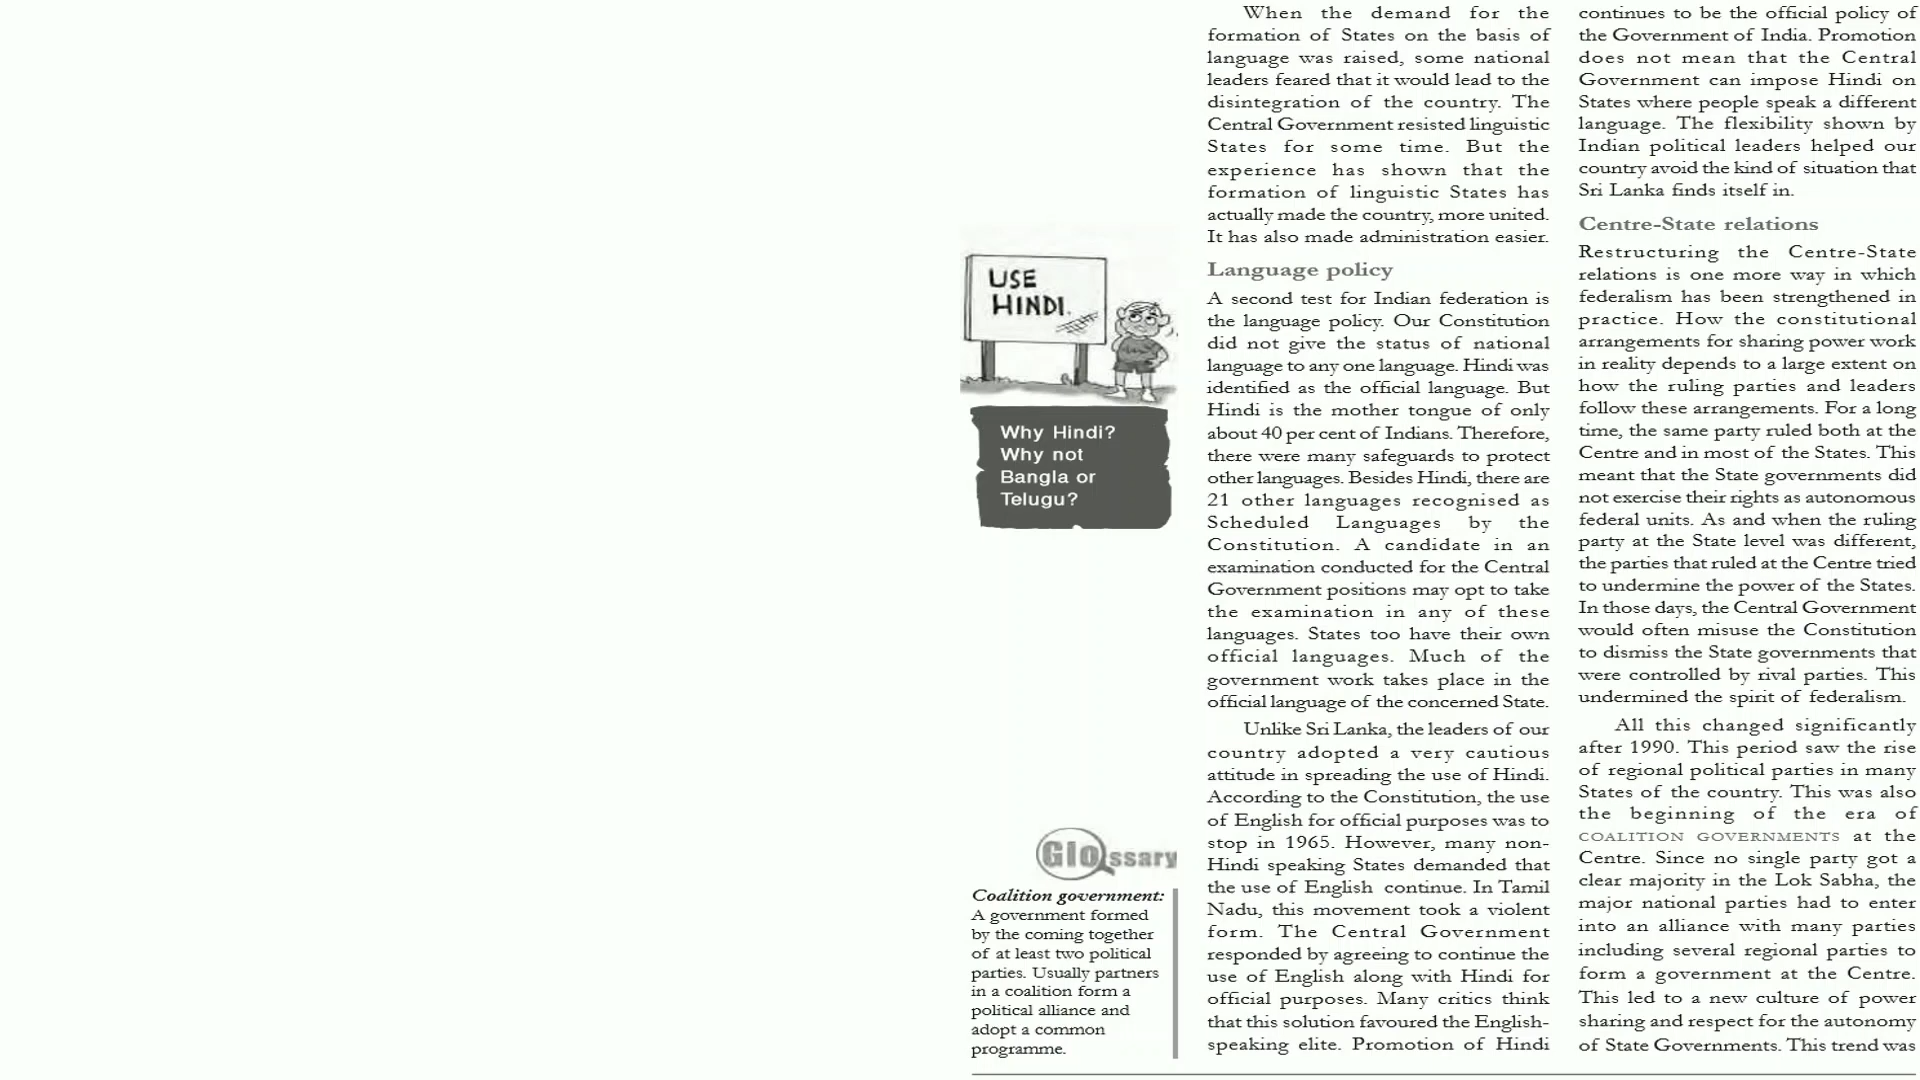 USE
HINDI.
Why Hindi?
Why not
Bangla or
Telugu?
Glossary
Coalition government:
A government formed
by the coming together
of at least two political
parties. Usually partners
in a coalition form a
political alliance and
adopt a common
programme.
When the demand for the
formation of States on the basis of
language was raised, some national
leaders feared that it would lead to the
disintegration of the country. The
Central Government resisted linguistic
States for some time. But the
experience has shown that the
formation of linguistic States has
actually made the country, more united.
It has also made administration easier.
Language policy
A second test for Indian federation is
the language policy. Our Constitution
did not give the status of national
language to any one language. Hindi was
identified as the official language. But
Hindi is the mother tongue of only
about 40 per cent of Indians. Therefore,
there were many safeguards to protect
other languages. Besides Hindi, there are
21 other languages recognised as
Scheduled Languages by the
Constitution. A candidate in an
examination conducted for the Central
Government positions may opt to take
the examination in any of these
languages. States too have their own
official languages. Much of the
government work takes place in the
official language of the concerned State.
Unlike Sri Lanka, the leaders of our
country adopted a very cautious
attitude in spreading the use of Hindi.
According to the Constitution, the use
of English for official purposes was to
stop in 1965. However, many non-
Hindi speaking States demanded that
the use of English continue. In Tamil
Nadu, this movement took a violent
form. The Central Government
responded by agreeing to continue the
use of English along with Hindi for
official purposes. Many critics think
that this solution favoured the English-
speaking elite. Promotion of Hindi
continues to be the official policy of
the Government of India. Promotion
does not mean that the Central
Government can impose Hindi on
States where people speak a different
language. The flexibility shown by
Indian political leaders helped our
country avoid the kind of situation that
Sri Lanka finds itself in.
Centre-State relations
Restructuring the Centre-State
relations is one more way in which
federalism has been strengthened in
practice. How the constitutional
arrangements for sharing power work
in reality depends to a large extent on
how the ruling parties and leaders
follow these arrangements. For a long
time, the same party ruled both at the
Centre and in most of the States. This
meant that the State governments did
not exercise their rights as autonomous
federal units. As and when the ruling
party at the State level was different,
the parties that ruled at the Centre tried
to undermine the power of the States.
In those days, the Central Government
would often misuse the Constitution
to dismiss the State governments that
were controlled by rival parties. This
undermined the spirit of federalism.
All this changed significantly
after 1990. This period saw the rise
of regional political parties in many
States of the country. This was also
the beginning of the era of
COALITION GOVERNMENTS at the
Centre. Since no single party got a
clear majority in the Lok Sabha, the
major national parties had to enter
into an alliance with many parties
including several regional parties to
form a government at the Centre.
This led to a new culture of power
sharing and respect for the autonomy
of State Governments. This trend was